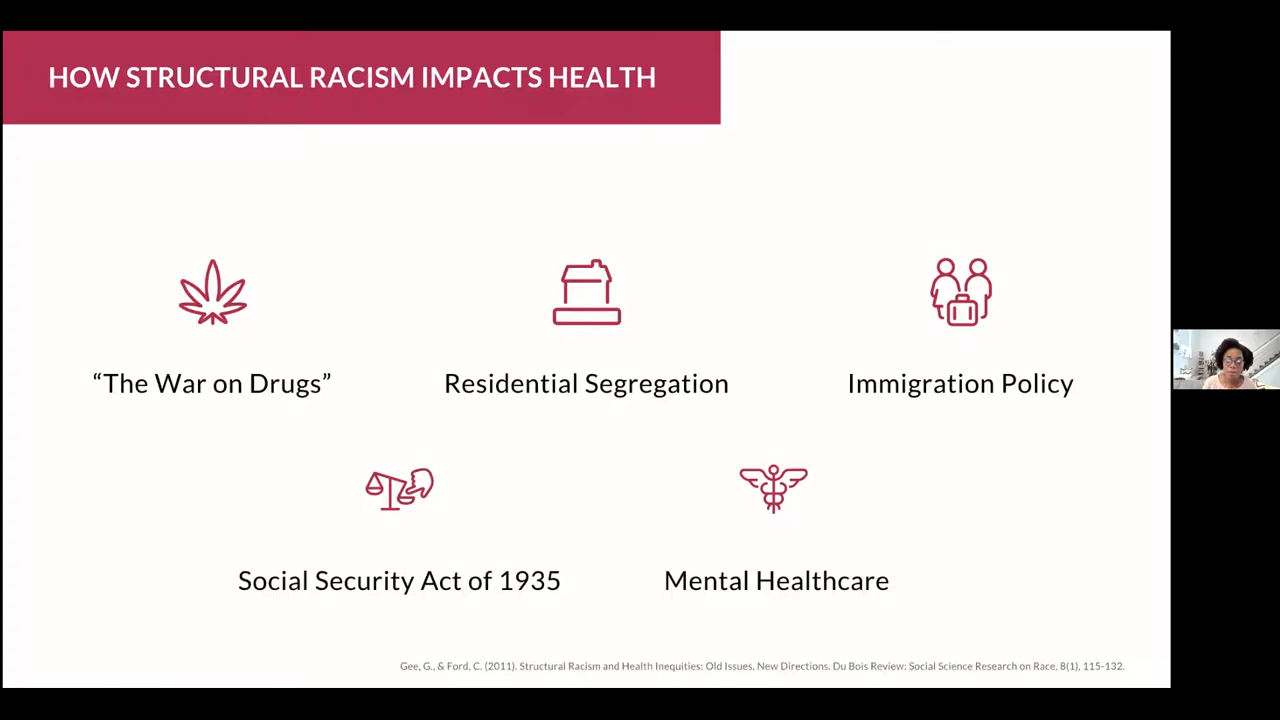 HOW STRUCTURAL RACISM IMPACTS HEALTH
“The War on Drugs”
Residential Segregation
Immigration Policy
Social Security Act of 1935
Mental Healthcare
Gee, G., & Ford, C. (2011). Structural Racism and Health Inequities: Old Issues, New Directions. Du Bois Review: Social Science Research on Race, 8(1), 115-132.